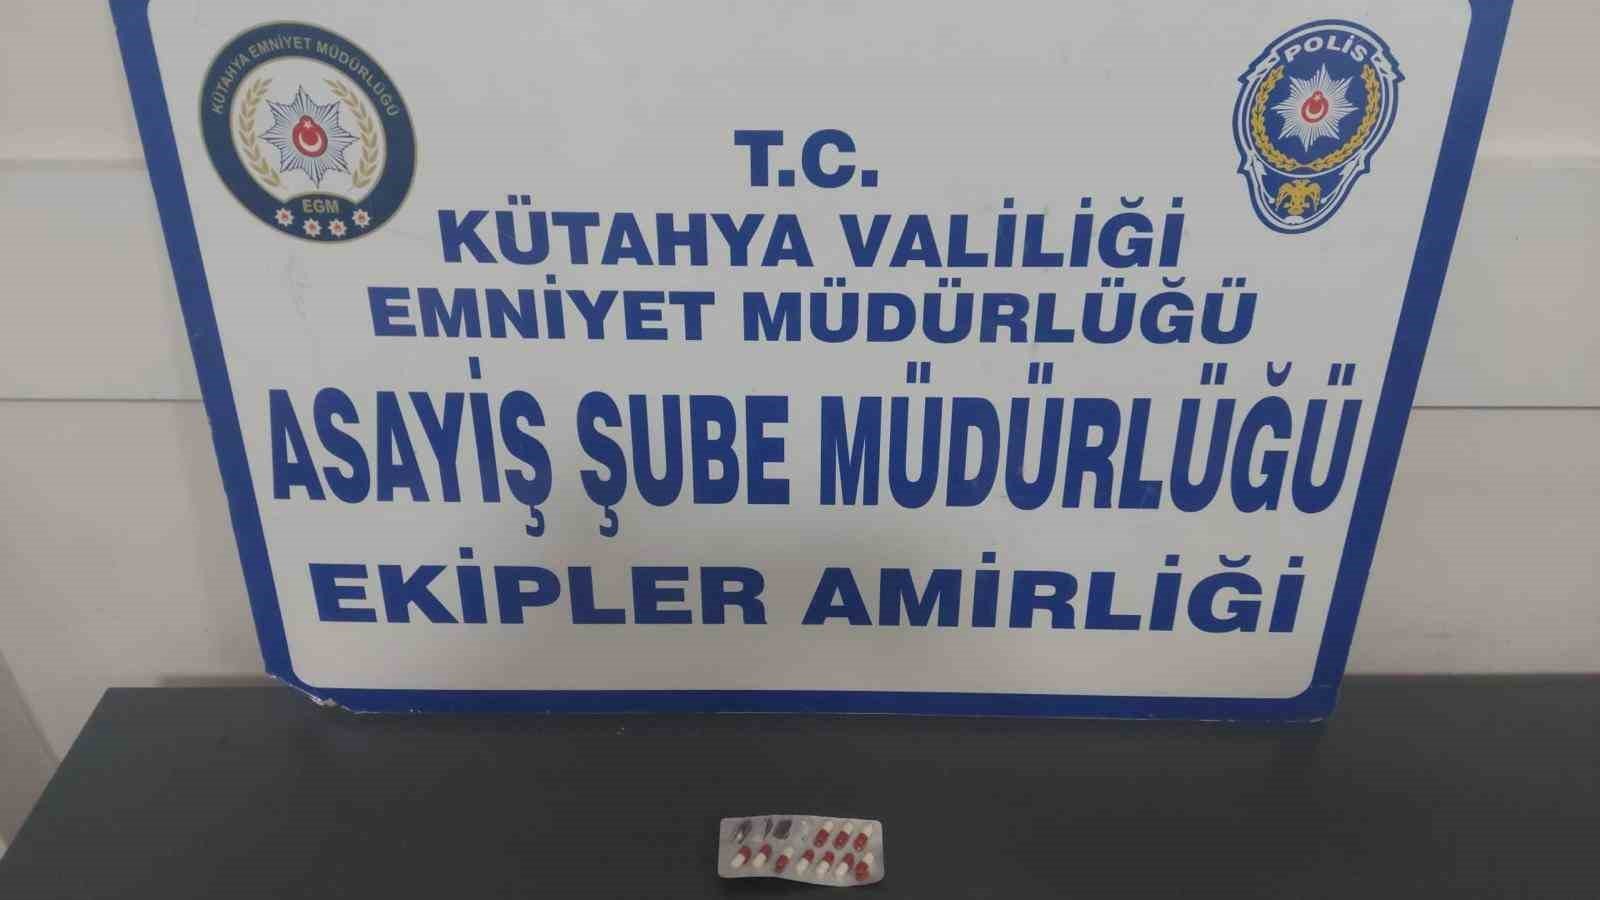 KÜTAHYA EMNİYET MÜDÜRLÜĞÜ
EGM
POLİS
T.C.
KÜTAHYA VALİLİĞİ
EMNİYET MÜDÜRLÜĞÜ
ASAYİŞ ŞUBE MÜDÜRLÜĞÜ
EKİPLER AMİRLİĞİ